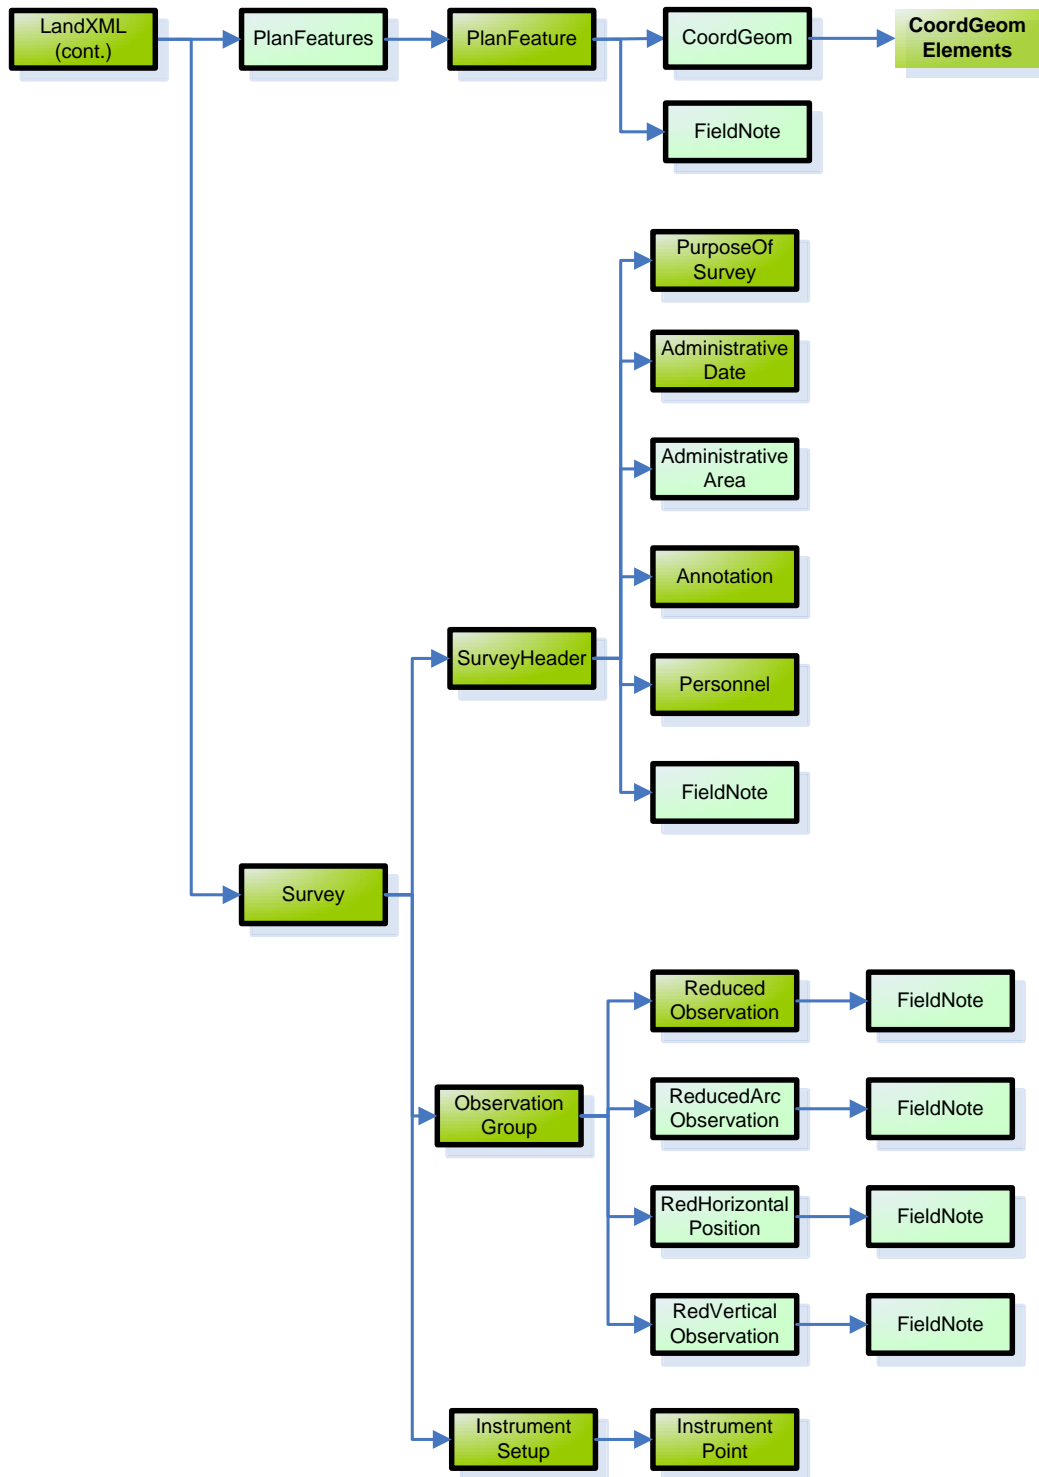 LandXML
(cont.)
PlanFeatures
PlanFeature
CoordGeom
CoordGeom
Elements
FieldNote
PurposeOf
Survey
Administrative
Date
Administrative
Area
Annotation
SurveyHeader
Personnel
FieldNote
Survey
Reduced
Observation
FieldNote
Observation
Group
ReducedArc
Observation
FieldNote
RedHorizontal
Position
FieldNote
RedVertical
Observation
FieldNote
Instrument
Setup
Instrument
Point